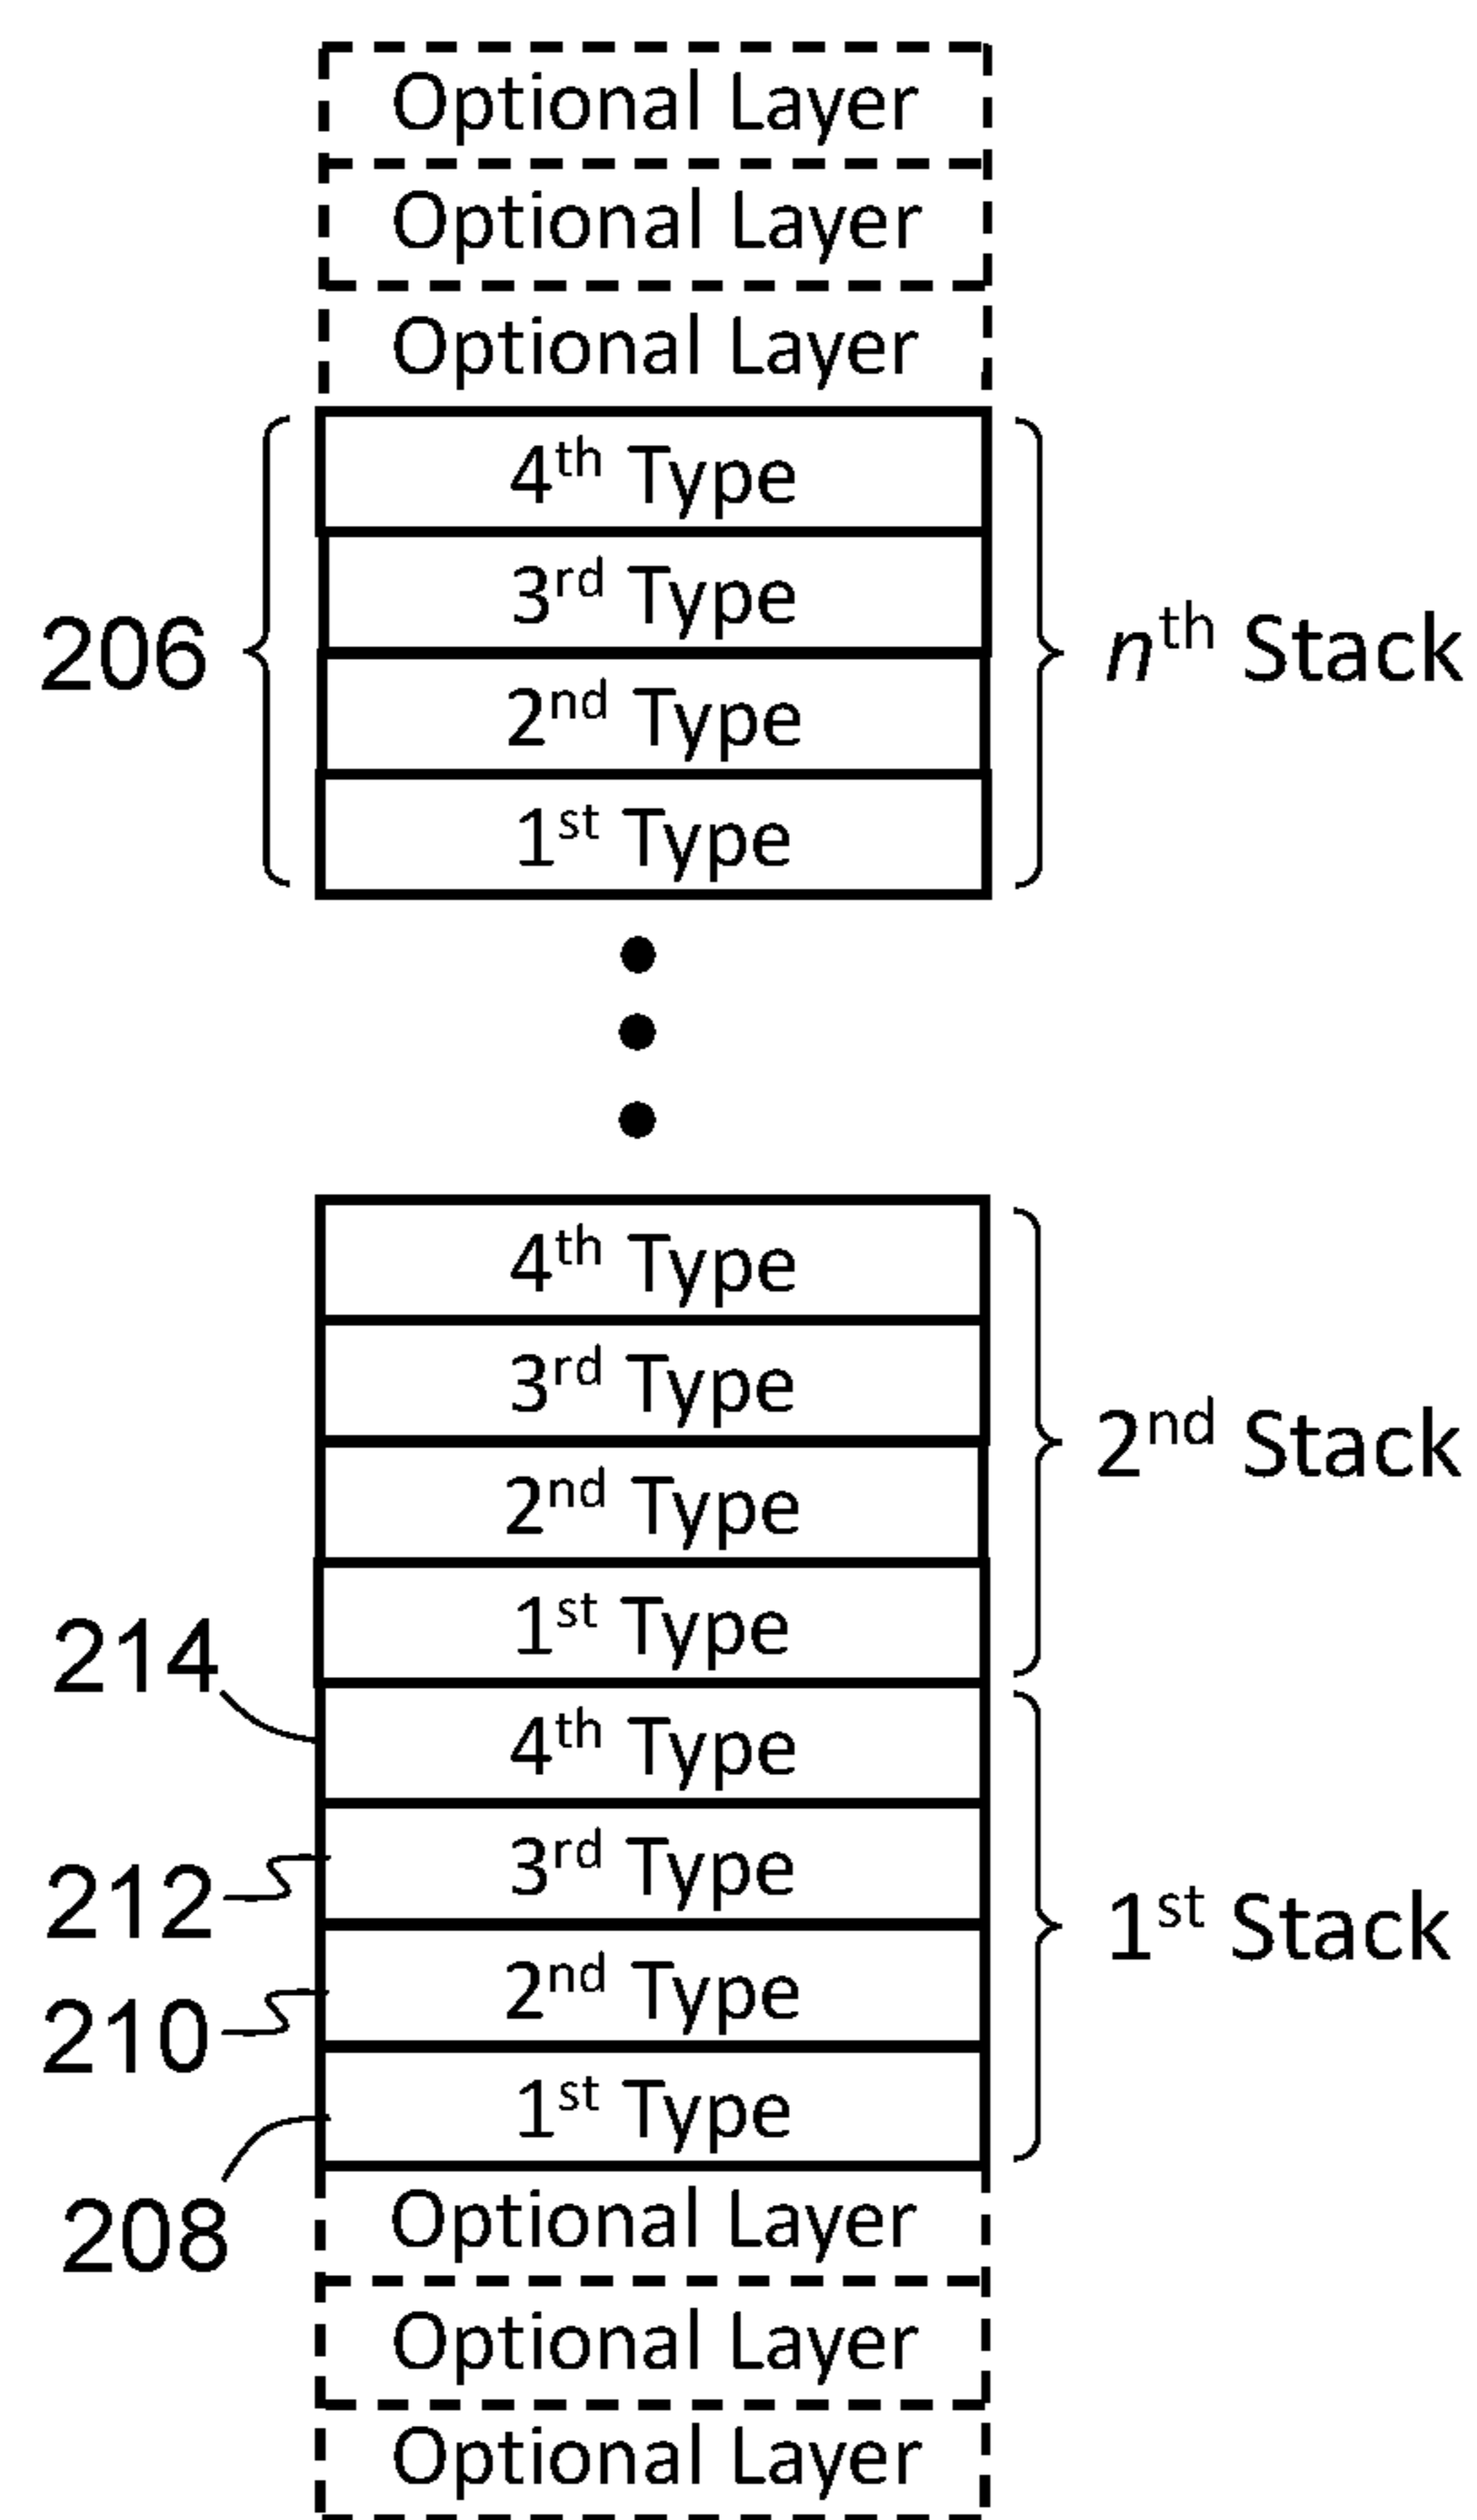 Optional Layer
Optional Layer
Optional Layer
4th Type
3rd Type
206
nth Stack
2nd Type
1st Type
4th Type
3rd Type
2nd Stack
2nd Type
1st Type
214
4th Type
3rd Type
212
1st Stack
2nd Type
210
1st Type
208
Optional Layer
Optional Layer
Optional Layer